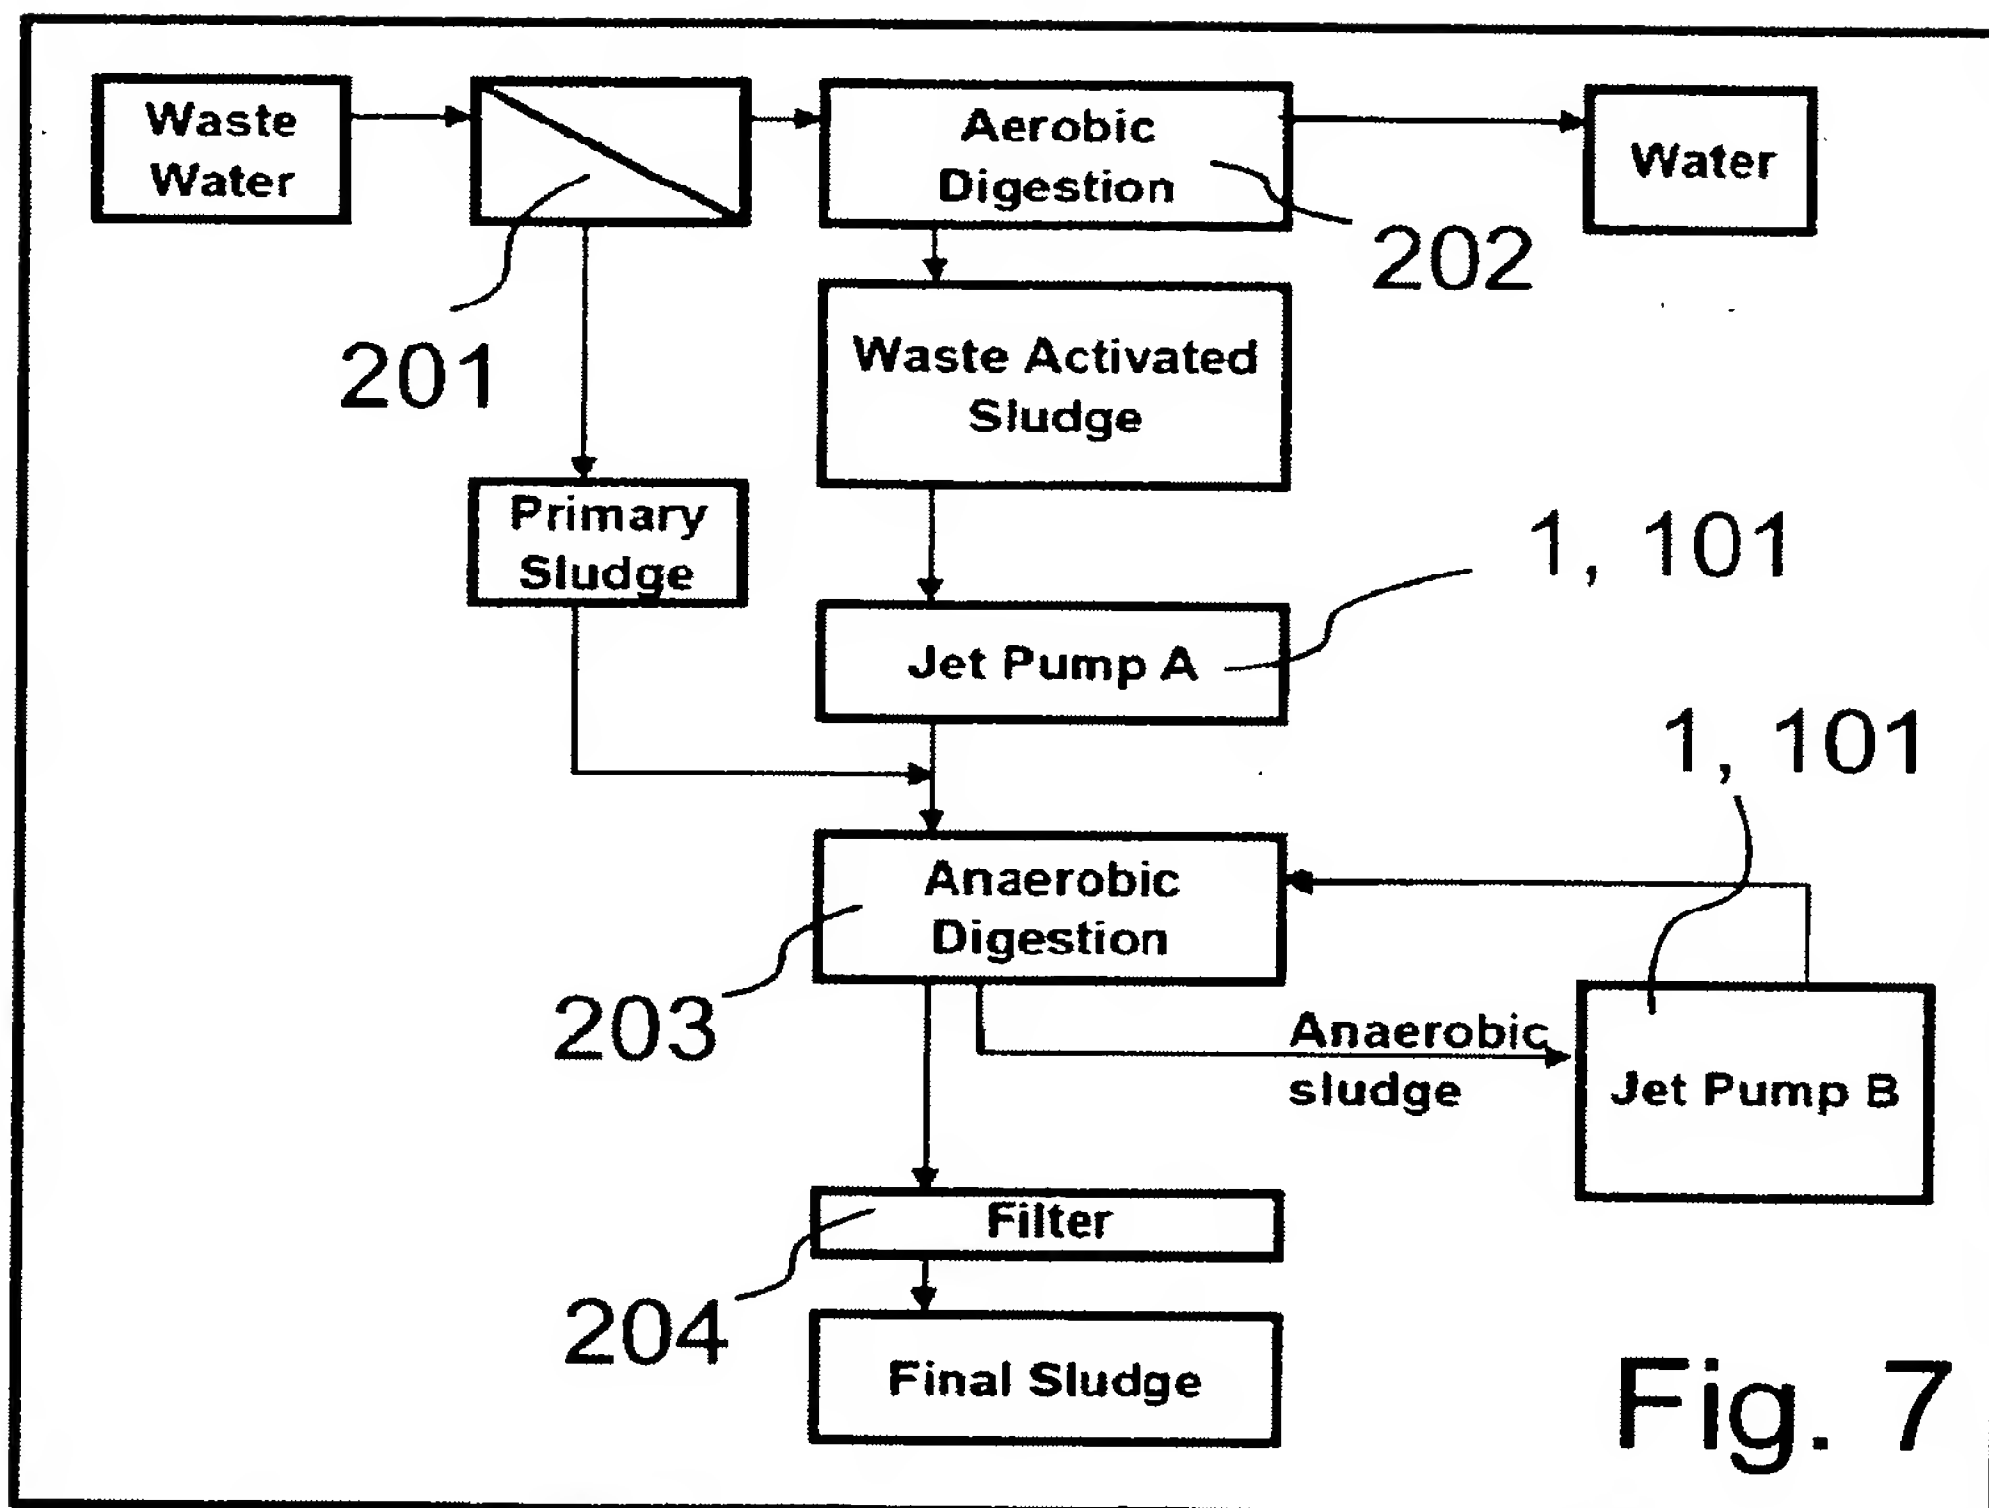 Waste
Water
Aerobic
Digestion
Water
201
202
Waste Activated
Sludge
Primary
Sludge
1, 101
Jet Pump A
1, 101
Anaerobic
Digestion
203
Anaerobic
sludge
Jet Pump B
Filter
204
Final Sludge
Fig. 7